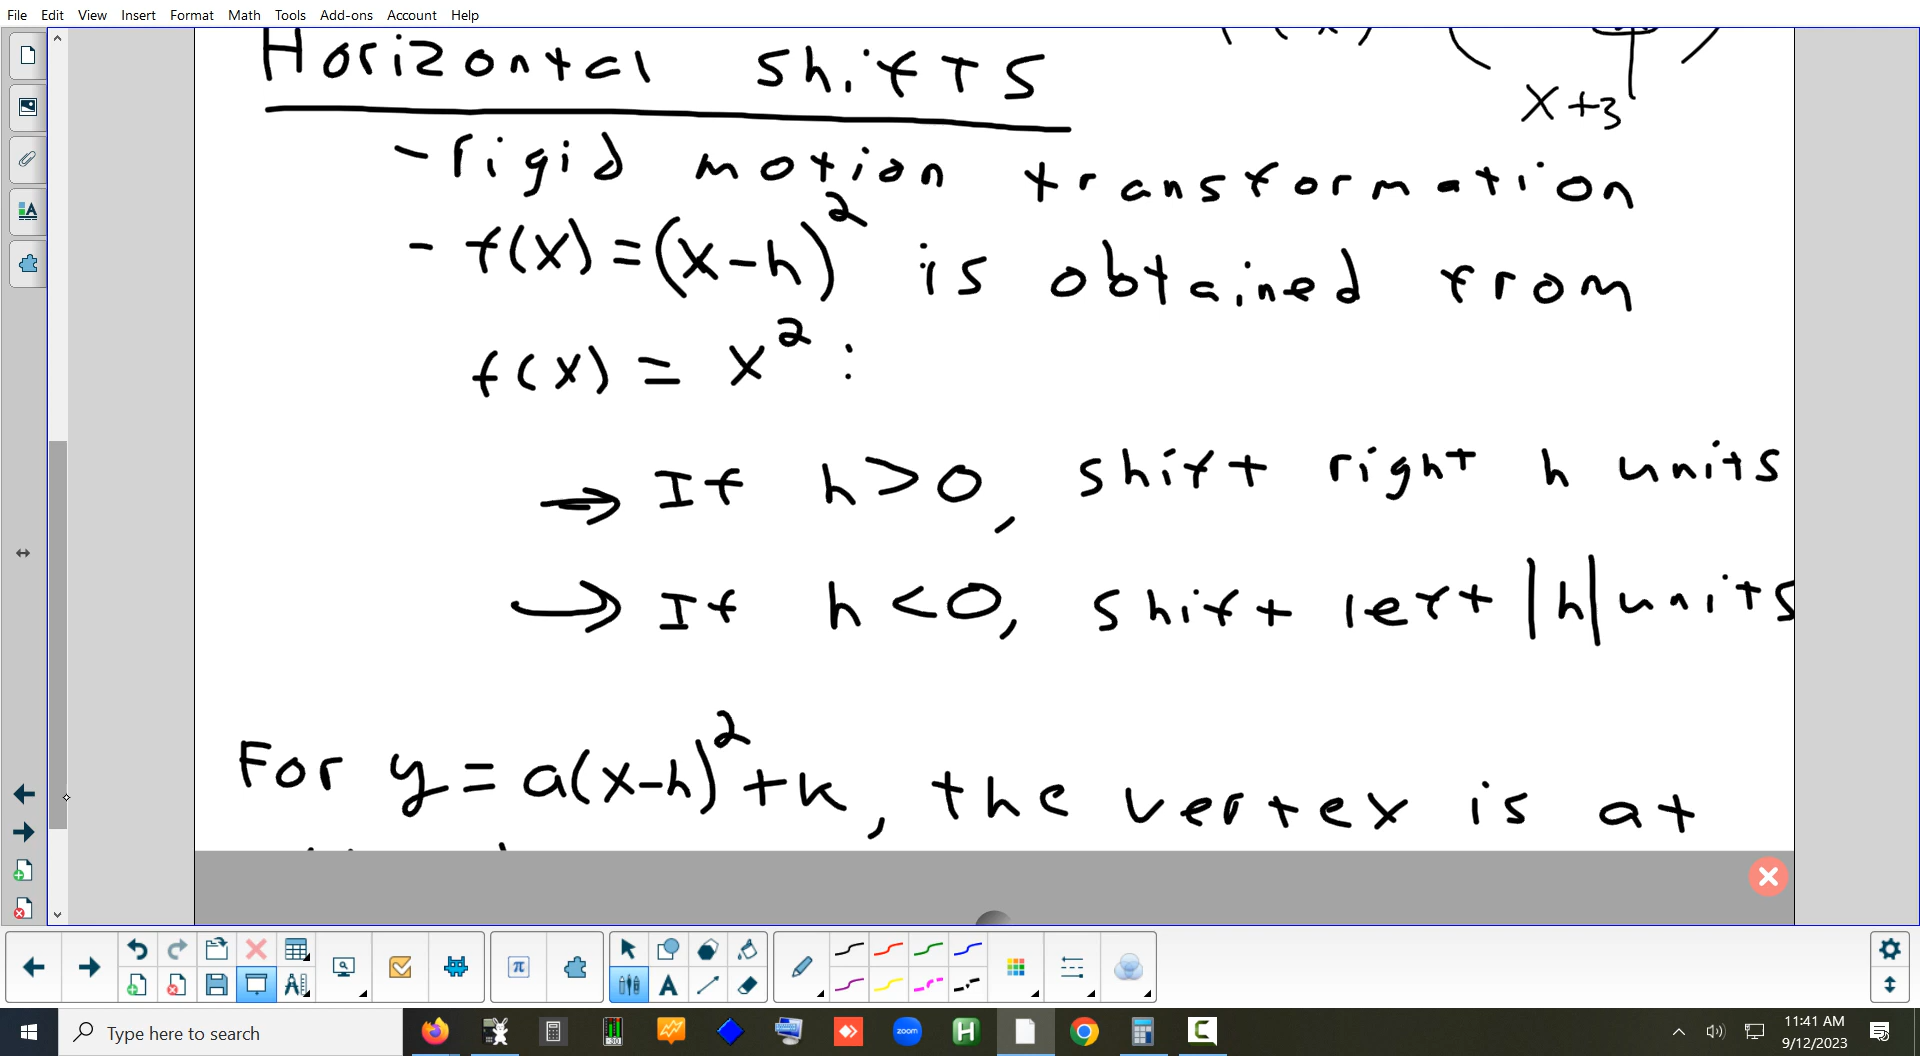 File Edit View Insert Format Math Tools Add-ons Account Help
Horizontal shifts
x+3
- rigid motion transformation
- f(x)=(x-h)² is obtained from
f(x) = x² :
→ If h>0, shift right h units
→ If h<0, shift left |h| units
For y=a(x-h)²+k, the vertex is at
π
A
zoom
H
C
Type here to search
11:41 AM
9/12/2023